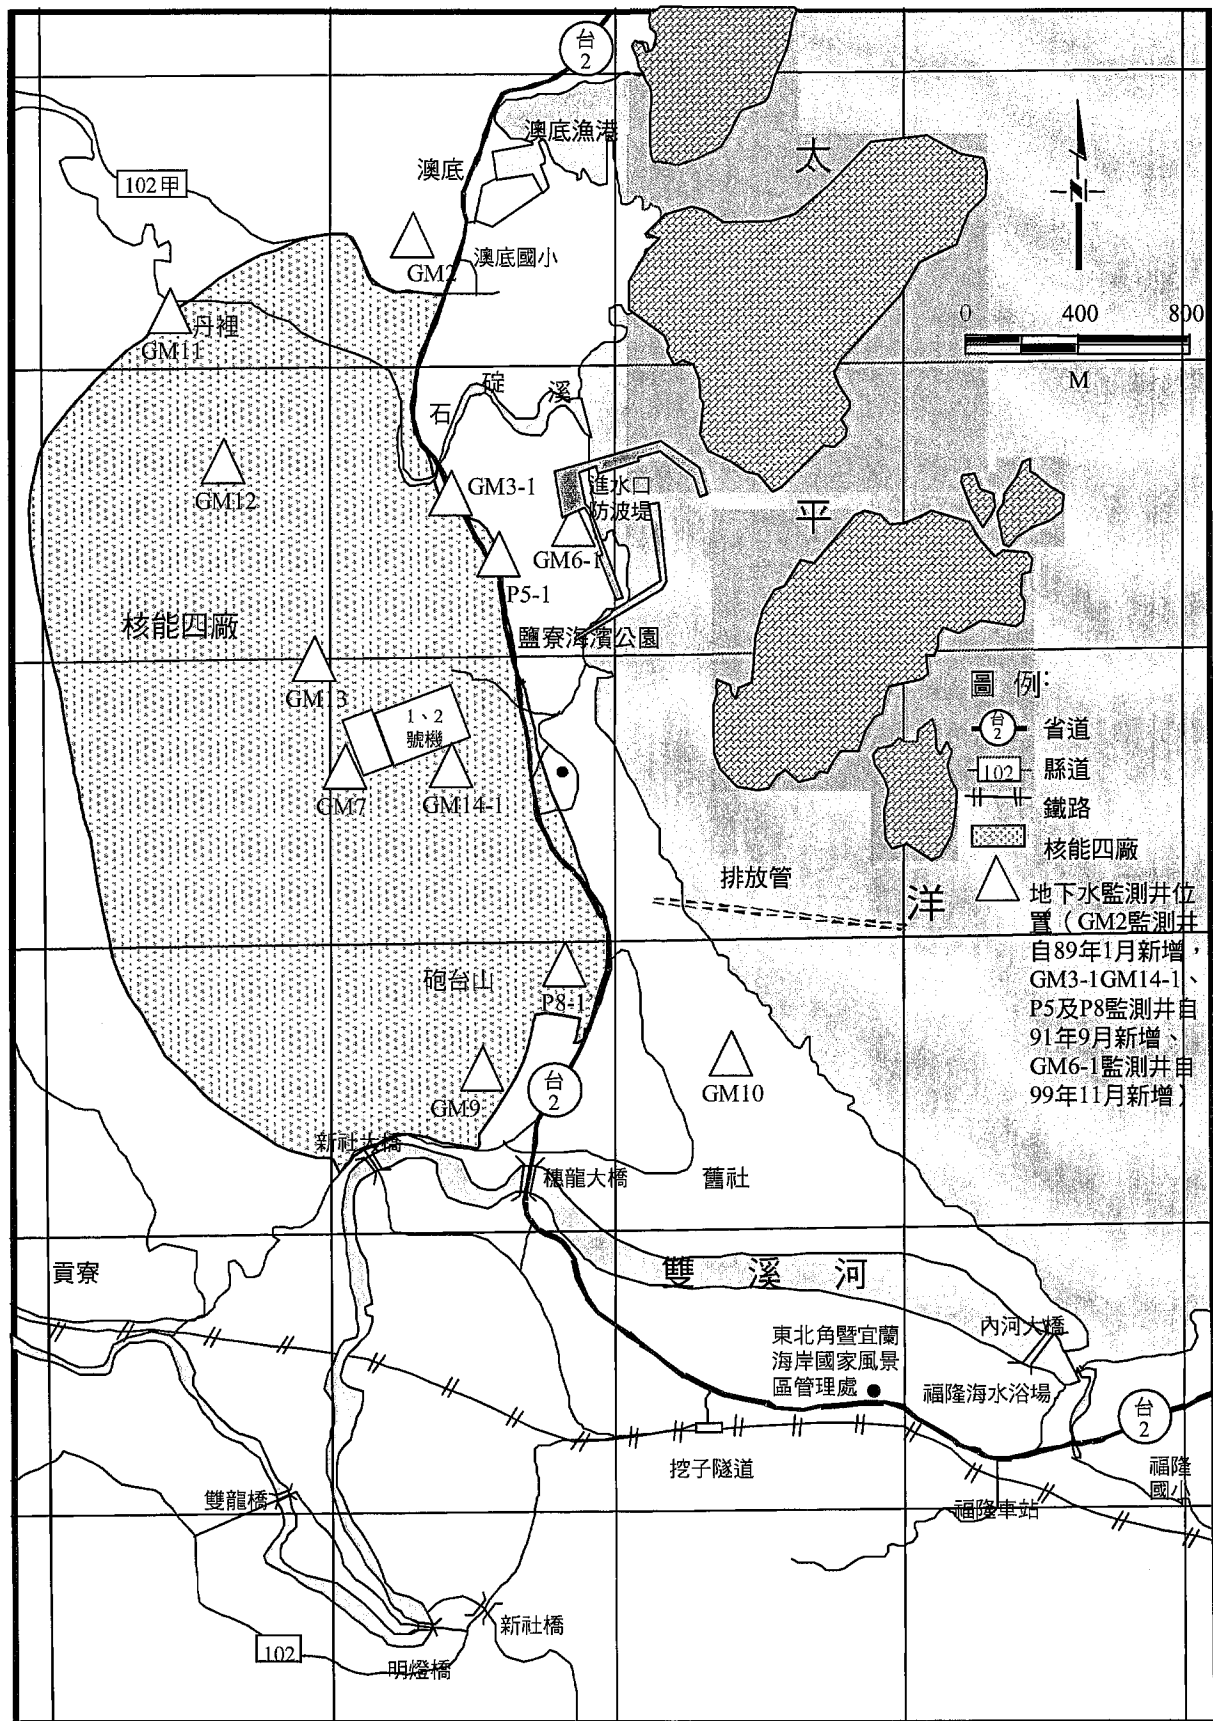 台
2
澳底漁港
澳底
太
102甲
N
GM2
澳底國小
0 400 800
M
丹裡
GM11
石 碇 溪
GM12
GM3-1
進水口
防波堤
平
GM6-1
P5-1
核能四廠
鹽寮海濱公園
GM13
1、2
號機
GM7
GM14-1
圖 例:
台
2
省道
102
縣道
鐵路
核能四廠
地下水監測井位
置（GM2監測井
自89年1月新增，
GM3-1GM14-1、
P5及P8監測井自
91年9月新增、
GM6-1監測井自
99年11月新增）
排放管
洋
砲台山
P8-1
GM9
台
2
GM10
新社大橋
穗龍大橋
舊社
貢寮
雙 溪 河
內河大橋
東北角暨宜蘭
海岸國家風景
區管理處
福隆海水浴場
台
2
挖子隧道
福隆
國小
雙龍橋
福隆車站
新社橋
102
明燈橋